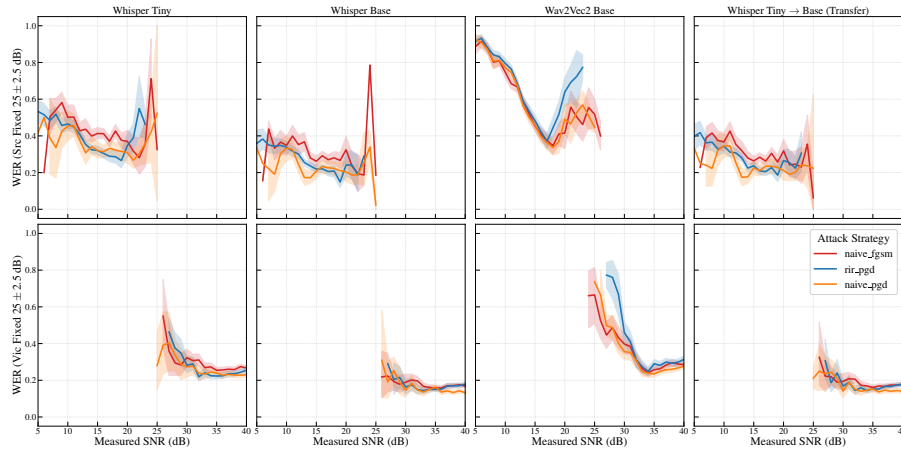 Whisper Tiny
Whisper Base
Wav2Vec2 Base
Whisper Tiny → Base (Transfer)
WER (Src Fixed 25 ± 2.5 dB)
1.0
0.8
0.6
0.4
0.2
0.0
WER (Vic Fixed 25 ± 2.5 dB)
1.0
0.8
0.6
0.4
0.2
0.0
Attack Strategy
naive_fgsm
rir_pgd
naive_pgd
5 10 15 20 25 30 35 40
5 10 15 20 25 30 35 40
5 10 15 20 25 30 35 40
5 10 15 20 25 30 35 40
Measured SNR (dB)
Measured SNR (dB)
Measured SNR (dB)
Measured SNR (dB)